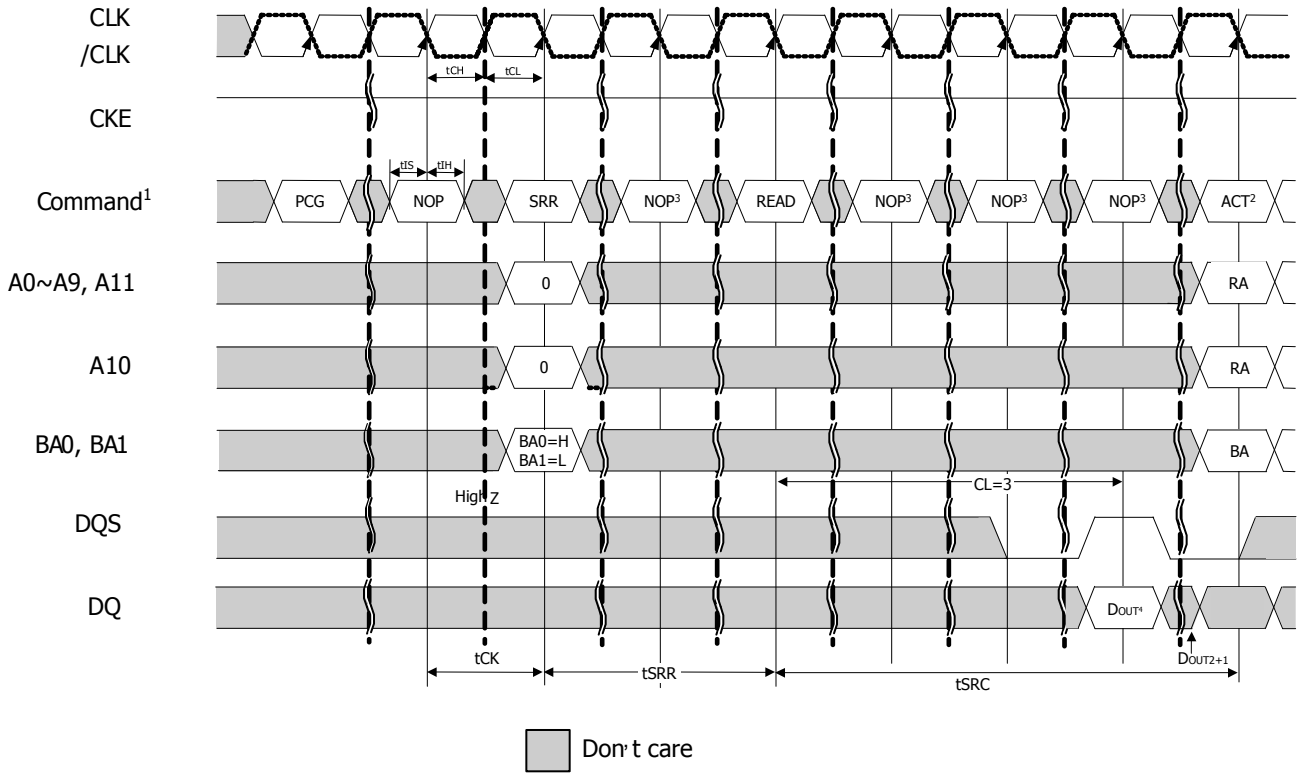 CLK
/CLK
tCH tCL
CKE
tIS tIH
Command1 PCG NOP SRR NOP3 READ NOP3 NOP3 NOP3 ACT2
A0~A9, A11 0 RA
A10 0 RA
BA0, BA1 BA0=H BA
BA1=L
CL=3
High Z
DQS
DQ DOUT4
DOUT2+1
tCK tSRR tSRC
Don't care